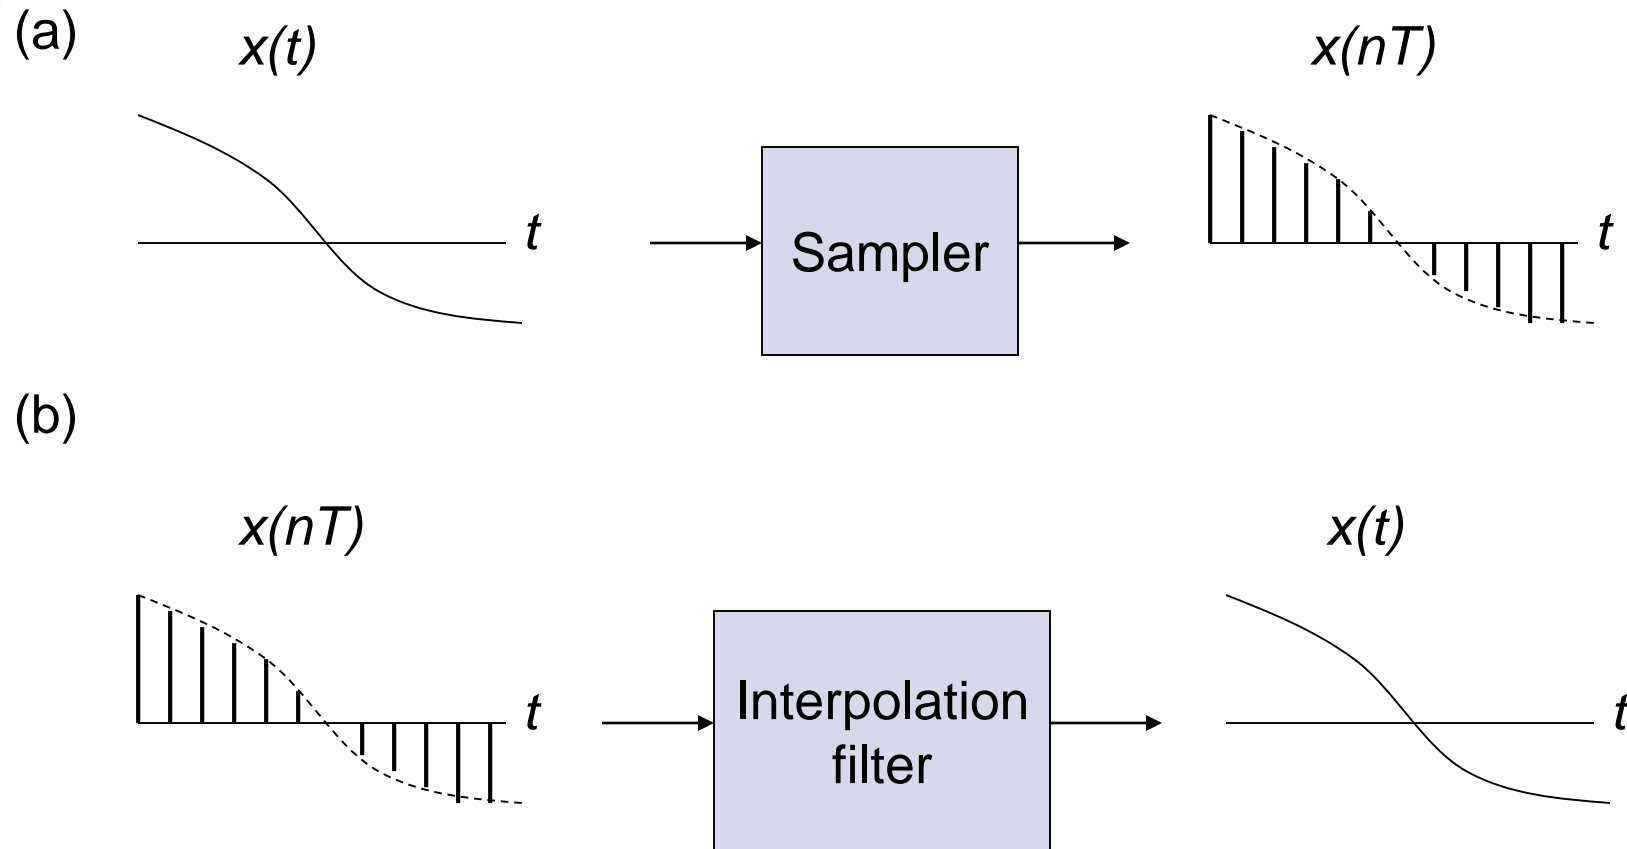 (a)
x(t)
x(nT)
t
Sampler
t
(b)
x(nT)
x(t)
t
Interpolation
filter
t